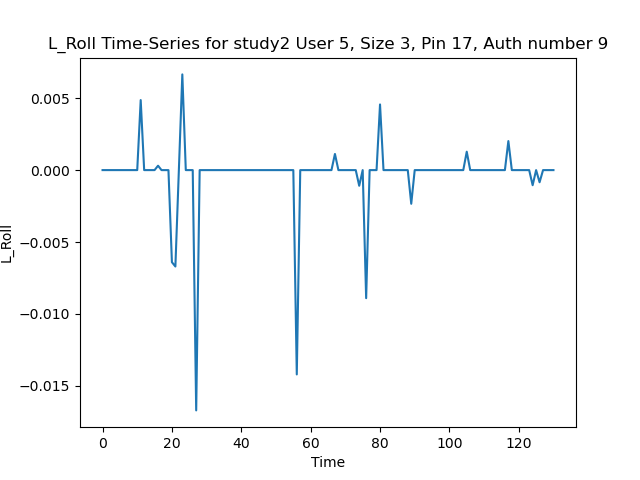 L_Roll Time-Series for study2 User 5, Size 3, Pin 17, Auth number 9
0.005
0.000
−0.005
−0.010
−0.015
L_Roll
0 20 40 60 80 100 120
Time